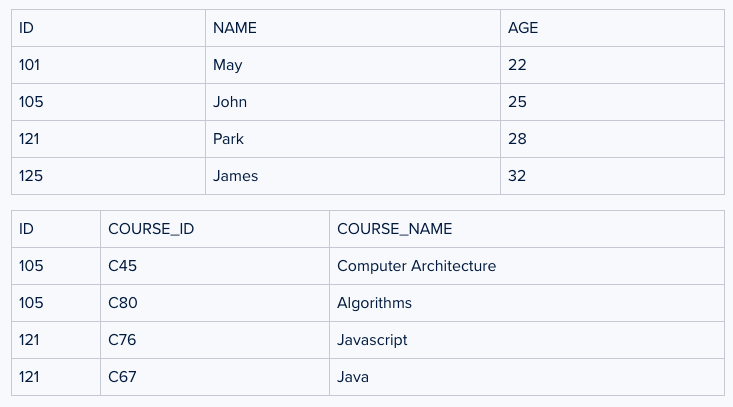 ID NAME AGE
101 May 22
105 John 25
121 Park 28
125 James 32
ID COURSE_ID COURSE_NAME
105 C45 Computer Architecture
105 C80 Algorithms
121 C76 Javascript
121 C67 Java